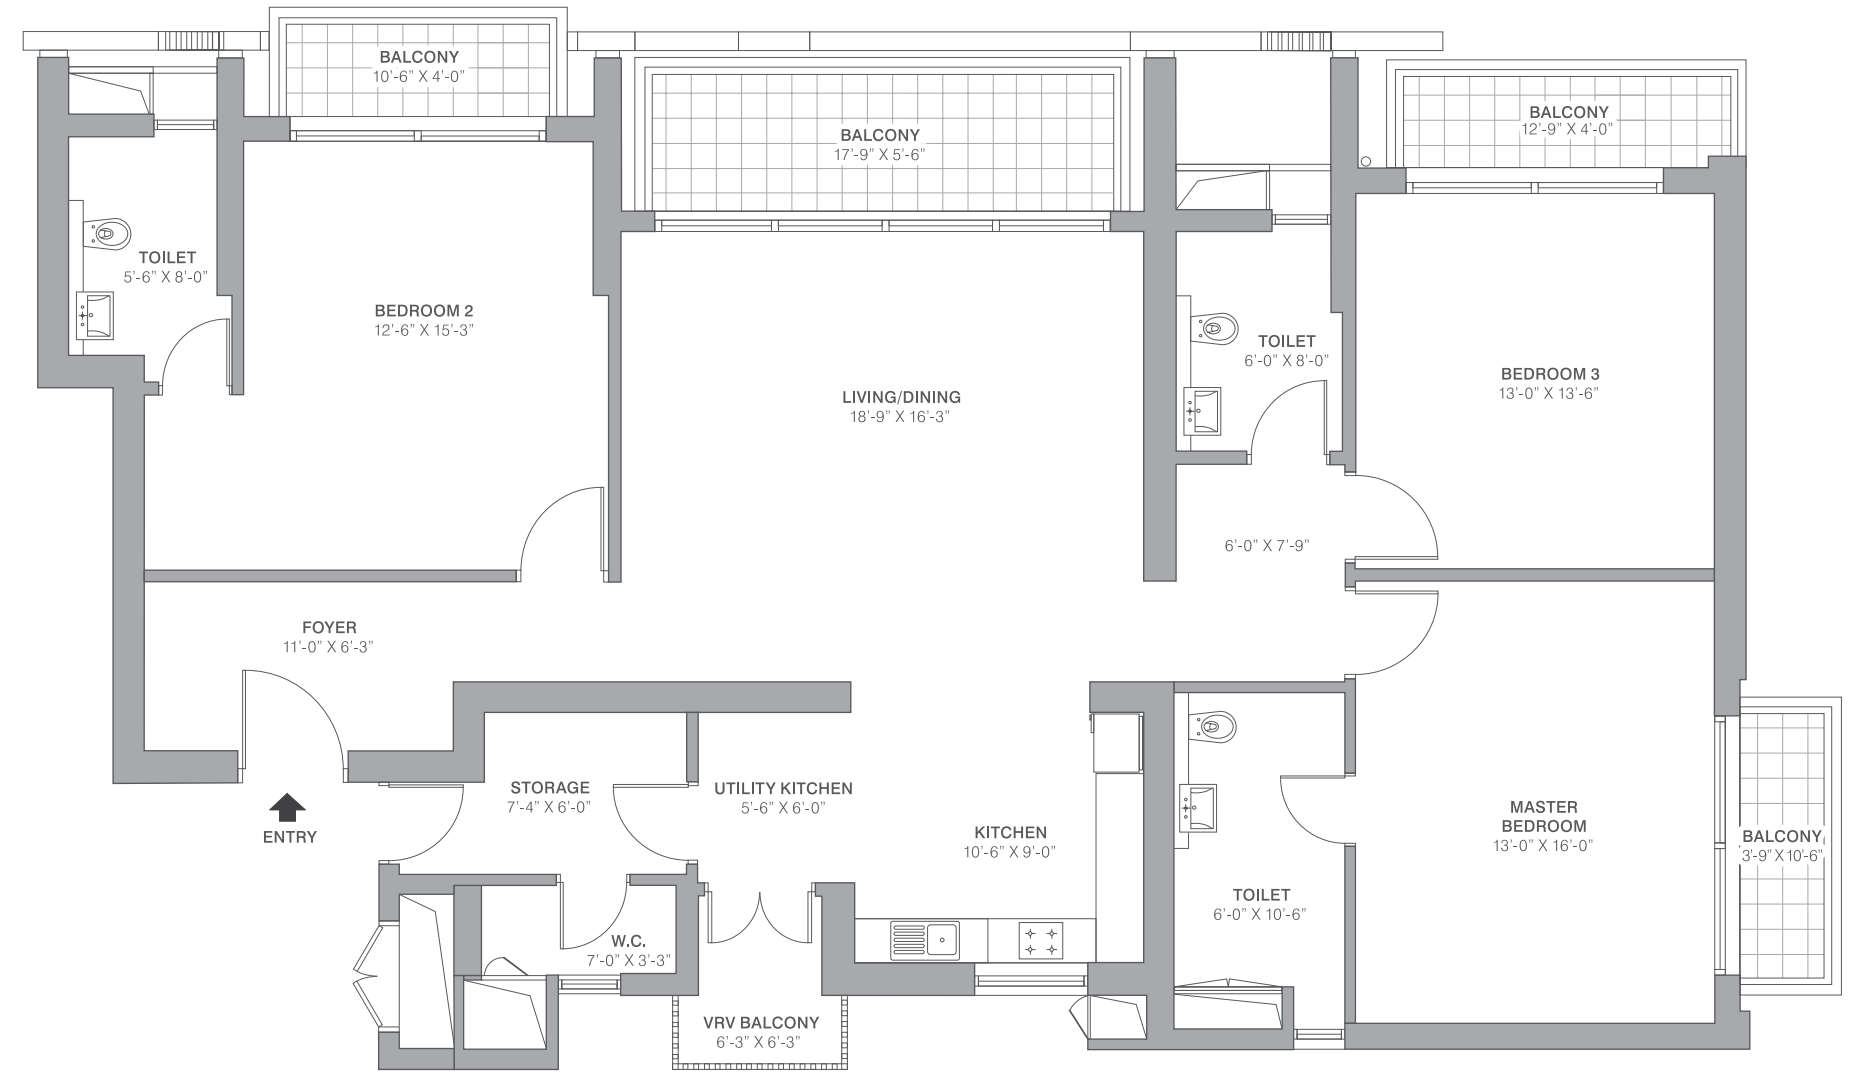 BALCONY
10'-6" X 4'-0"
BALCONY
17'-9" X 5'-6"
BALCONY
12'-9" X 4'-0"
TOILET
5'-6" X 8'-0"
BEDROOM 2
12'-6" X 15'-3"
LIVING/DINING
18'-9" X 16'-3"
TOILET
6'-0" X 8'-0"
BEDROOM 3
13'-0" X 13'-6"
6'-0" X 7'-9"
FOYER
11'-0" X 6'-3"
ENTRY
STORAGE
7'-4" X 6'-0"
UTILITY KITCHEN
5'-6" X 6'-0"
KITCHEN
10'-6" X 9'-0"
MASTER
BEDROOM
13'-0" X 16'-0"
BALCONY
3'-9" X 10'-6"
TOILET
6'-0" X 10'-6"
W.C.
7'-0" X 3'-3"
VRV BALCONY
6'-3" X 6'-3"